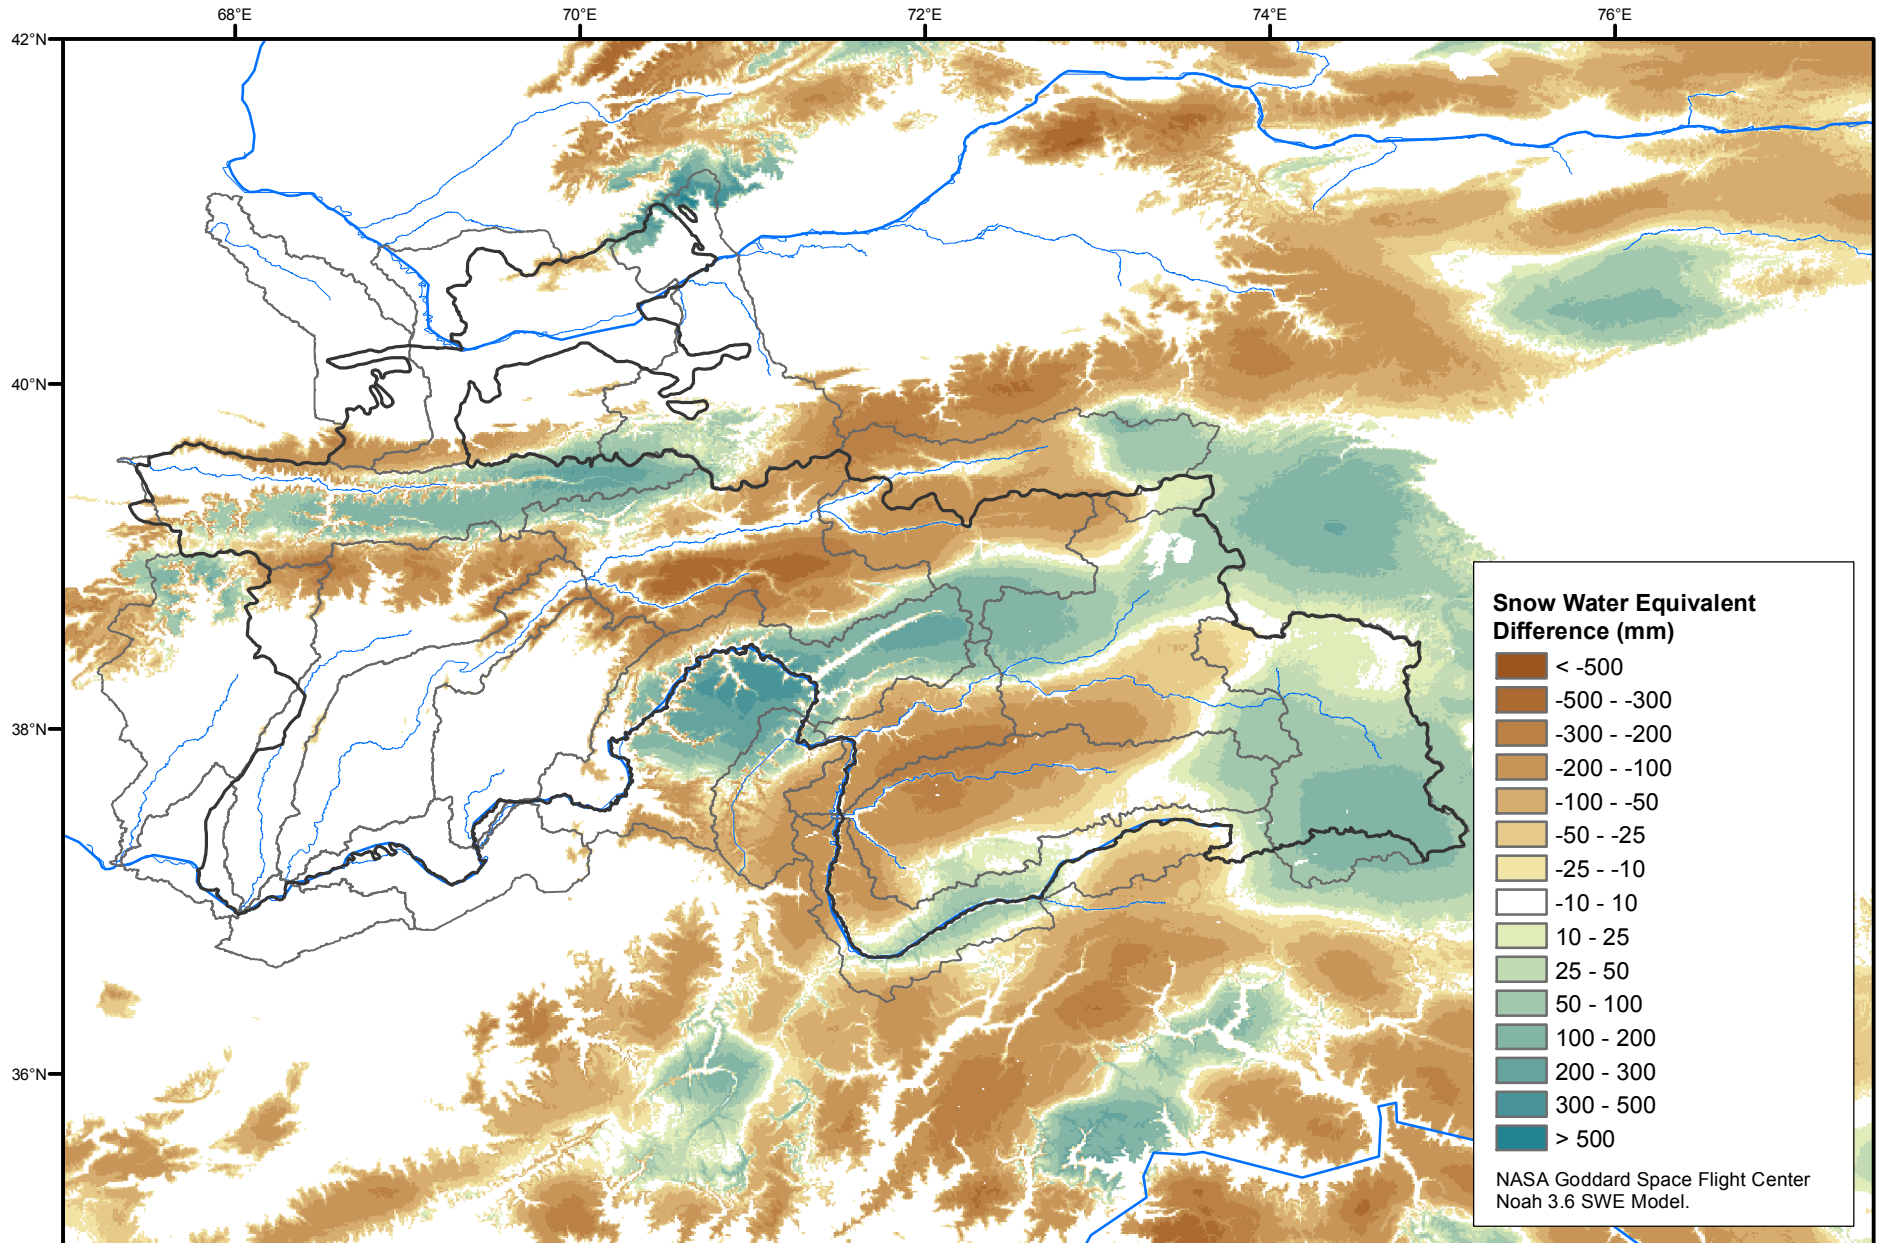 68°E
70°E
72°E
74°E
76°E
42°N
40°N
38°N
36°N
Snow Water Equivalent
Difference (mm)
< -500
-500 - -300
-300 - -200
-200 - -100
-100 - -50
-50 - -25
-25 - -10
-10 - 10
10 - 25
25 - 50
50 - 100
100 - 200
200 - 300
300 - 500
> 500
NASA Goddard Space Flight Center
Noah 3.6 SWE Model.